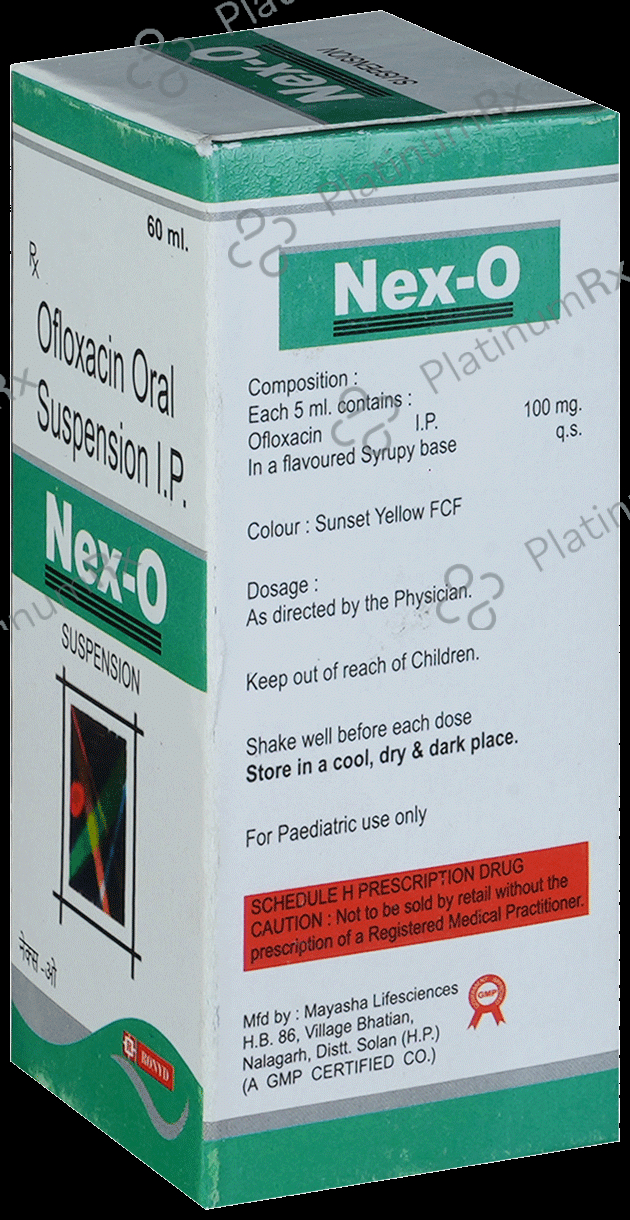 Nex-O
SUSPENSION
60 ml.
Rx
Ofloxacin Oral
Suspension I.P.
Nex-O
SUSPENSION
नेक्स-ओ
RONYD
Nex-O
Composition :
Each 5 ml. contains :
Ofloxacin I.P. 100 mg.
In a flavoured Syrupy base q.s.
Colour : Sunset Yellow FCF
Dosage :
As directed by the Physician.
Keep out of reach of Children.
Shake well before each dose
Store in a cool, dry & dark place.
For Paediatric use only
SCHEDULE H PRESCRIPTION DRUG
CAUTION : Not to be sold by retail without the
prescription of a Registered Medical Practitioner.
Mfd by : Mayasha Lifesciences
H.B. 86, Village Bhatian,
Nalagarh, Distt. Solan (H.P.)
(A GMP CERTIFIED CO.)
GMP
PlatinumRx
PlatinumRx
PlatinumRx